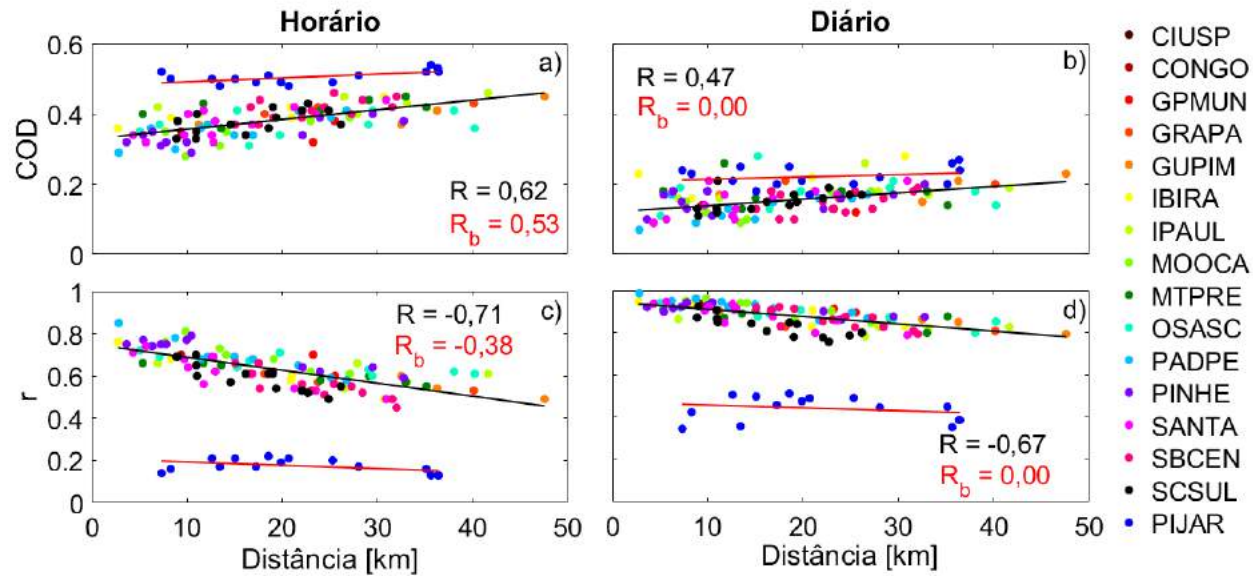 Horário
Diário
COD
0.6
0.4
0.2
0
a)
R = 0,62
R_b = 0,53
b)
R = 0,47
R_b = 0,00
r
1
0.8
0.6
0.4
0.2
0
c)
R = -0,71
R_b = -0,38
d)
R = -0,67
R_b = 0,00
0 10 20 30 40 50
0 10 20 30 40 50
Distância [km]
Distância [km]
CIUSP
CONGO
GPMUN
GRAPA
GUPIM
IBIRA
IPAUL
MOOCA
MTPRE
OSASC
PADPE
PINHE
SANTA
SBCEN
SCSUL
PIJAR